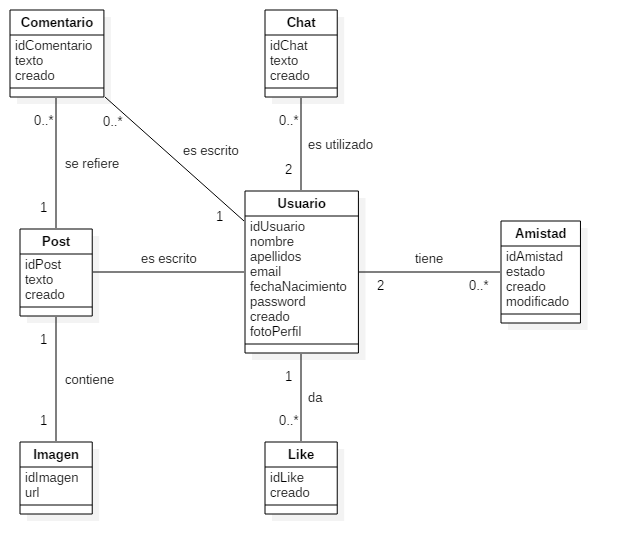 Comentario
idComentario
texto
creado
Chat
idChat
texto
creado
0..*
0..*
0..*
es escrito
es utilizado
se refiere
2
1
1
Usuario
idUsuario
nombre
apellidos
email
fechaNacimiento
password
creado
fotoPerfil
Post
idPost
texto
creado
es escrito
Amistad
idAmistad
estado
creado
modificado
tiene
2
0..*
1
contiene
1
1
da
0..*
Imagen
idImagen
url
Like
idLike
creado